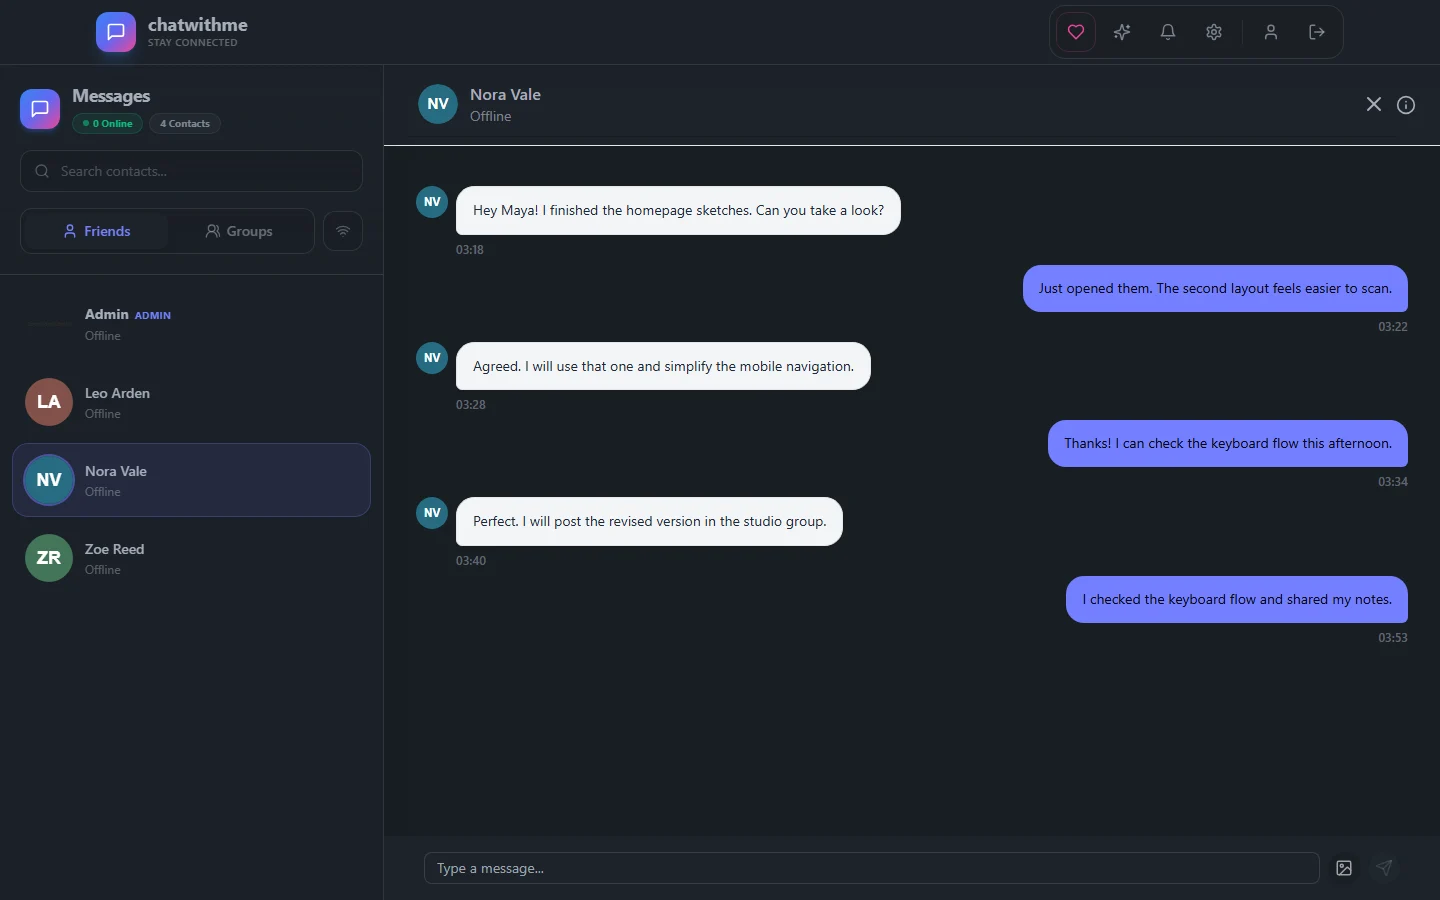 chatwithme
STAY CONNECTED
Messages
0 Online
4 Contacts
Search contacts...
Friends
Groups
Admin ADMIN
Offline
LA
Leo Arden
Offline
NV
Nora Vale
Offline
ZR
Zoe Reed
Offline
NV
Nora Vale
Offline
NV
Hey Maya! I finished the homepage sketches. Can you take a look?
03:18
Just opened them. The second layout feels easier to scan.
03:22
NV
Agreed. I will use that one and simplify the mobile navigation.
03:28
Thanks! I can check the keyboard flow this afternoon.
03:34
NV
Perfect. I will post the revised version in the studio group.
03:40
I checked the keyboard flow and shared my notes.
03:53
Type a message...